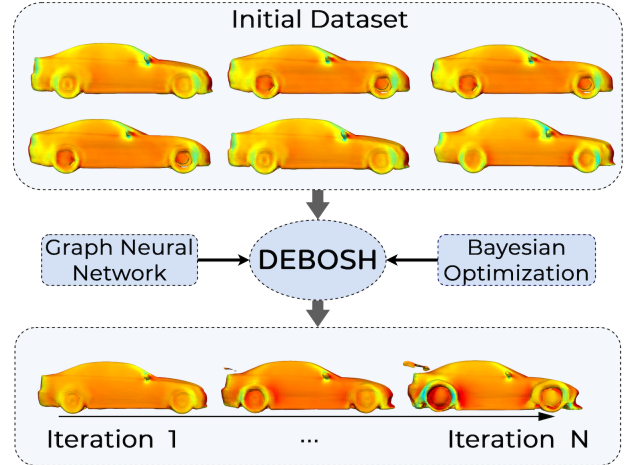 Initial Dataset
Graph Neural
Network
DEBOSH
Bayesian
Optimization
Iteration 1
...
Iteration N